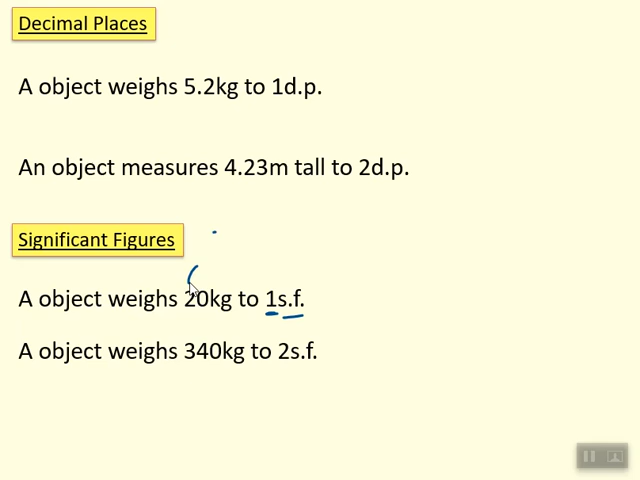 Decimal Places
A object weighs 5.2kg to 1d.p.
An object measures 4.23m tall to 2d.p.
Significant Figures
A object weighs 20kg to 1s.f.
A object weighs 340kg to 2s.f.